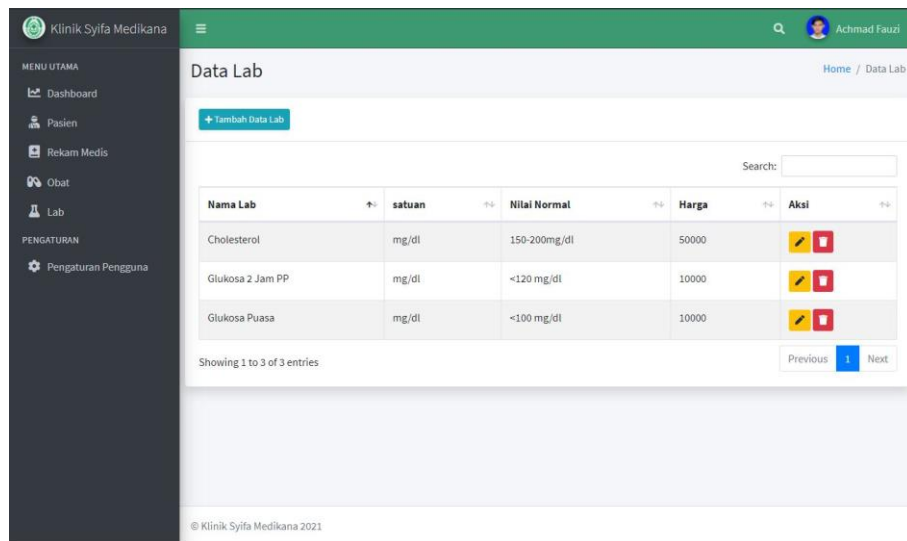 Klinik Syifa Medikana
Achmad Fauzi
MENU UTAMA
Dashboard
Pasien
Rekam Medis
Obat
Lab
PENGATURAN
Pengaturan Pengguna
Data Lab
Home / Data Lab
+ Tambah Data Lab
Search:
Nama Lab satuan Nilai Normal Harga Aksi
Cholesterol mg/dl 150-200mg/dl 50000
Glukosa 2 Jam PP mg/dl <120 mg/dl 10000
Glukosa Puasa mg/dl <100 mg/dl 10000
Showing 1 to 3 of 3 entries
Previous 1 Next
© Klinik Syifa Medikana 2021